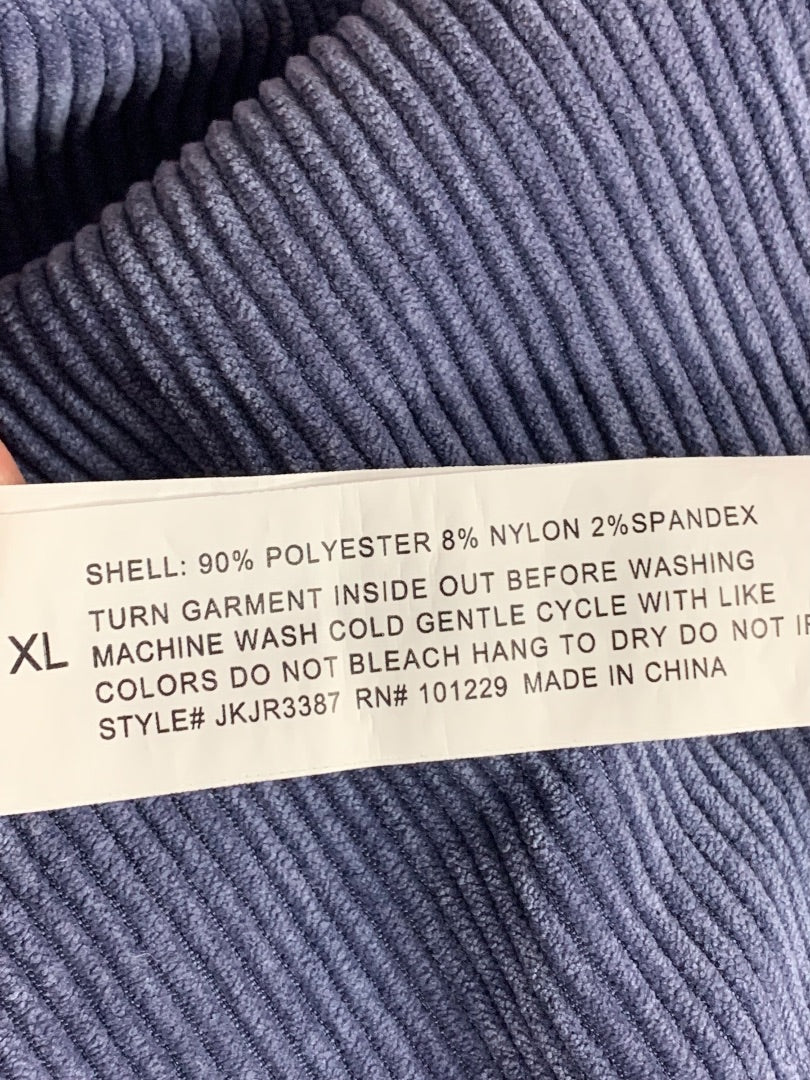 SHELL: 90% POLYESTER 8% NYLON 2%SPANDEX
TURN GARMENT INSIDE OUT BEFORE WASHING
XL
MACHINE WASH COLD GENTLE CYCLE WITH LIKE
COLORS DO NOT BLEACH HANG TO DRY DO NOT
STYLE# JKJR3387 RN# 101229 MADE IN CHINA